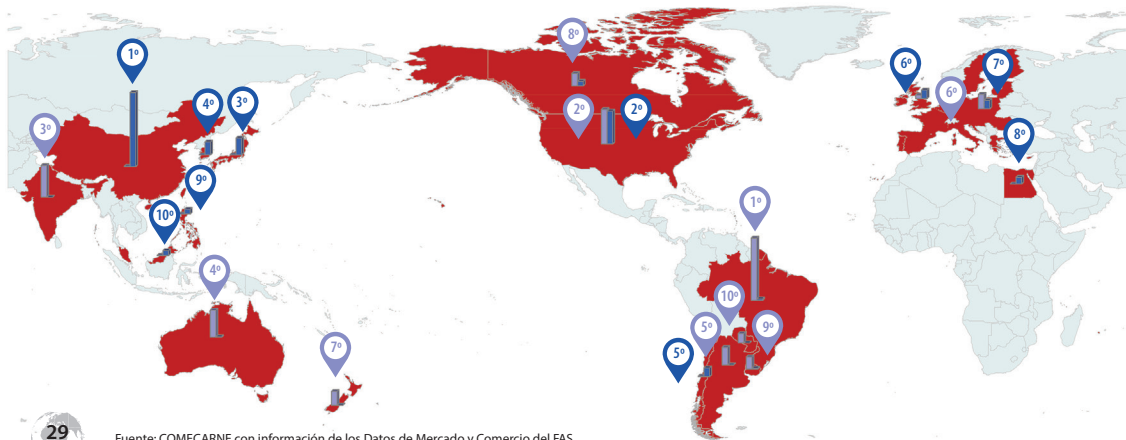 8º
1º
6º
7º
4º
3º
2º
2º
6º
3º
8º
9º
10º
1º
4º
10º
5º
9º
7º
5º
29
Fuente: COMECARNE con información de los Datos de Mercado y Comercio del FAS